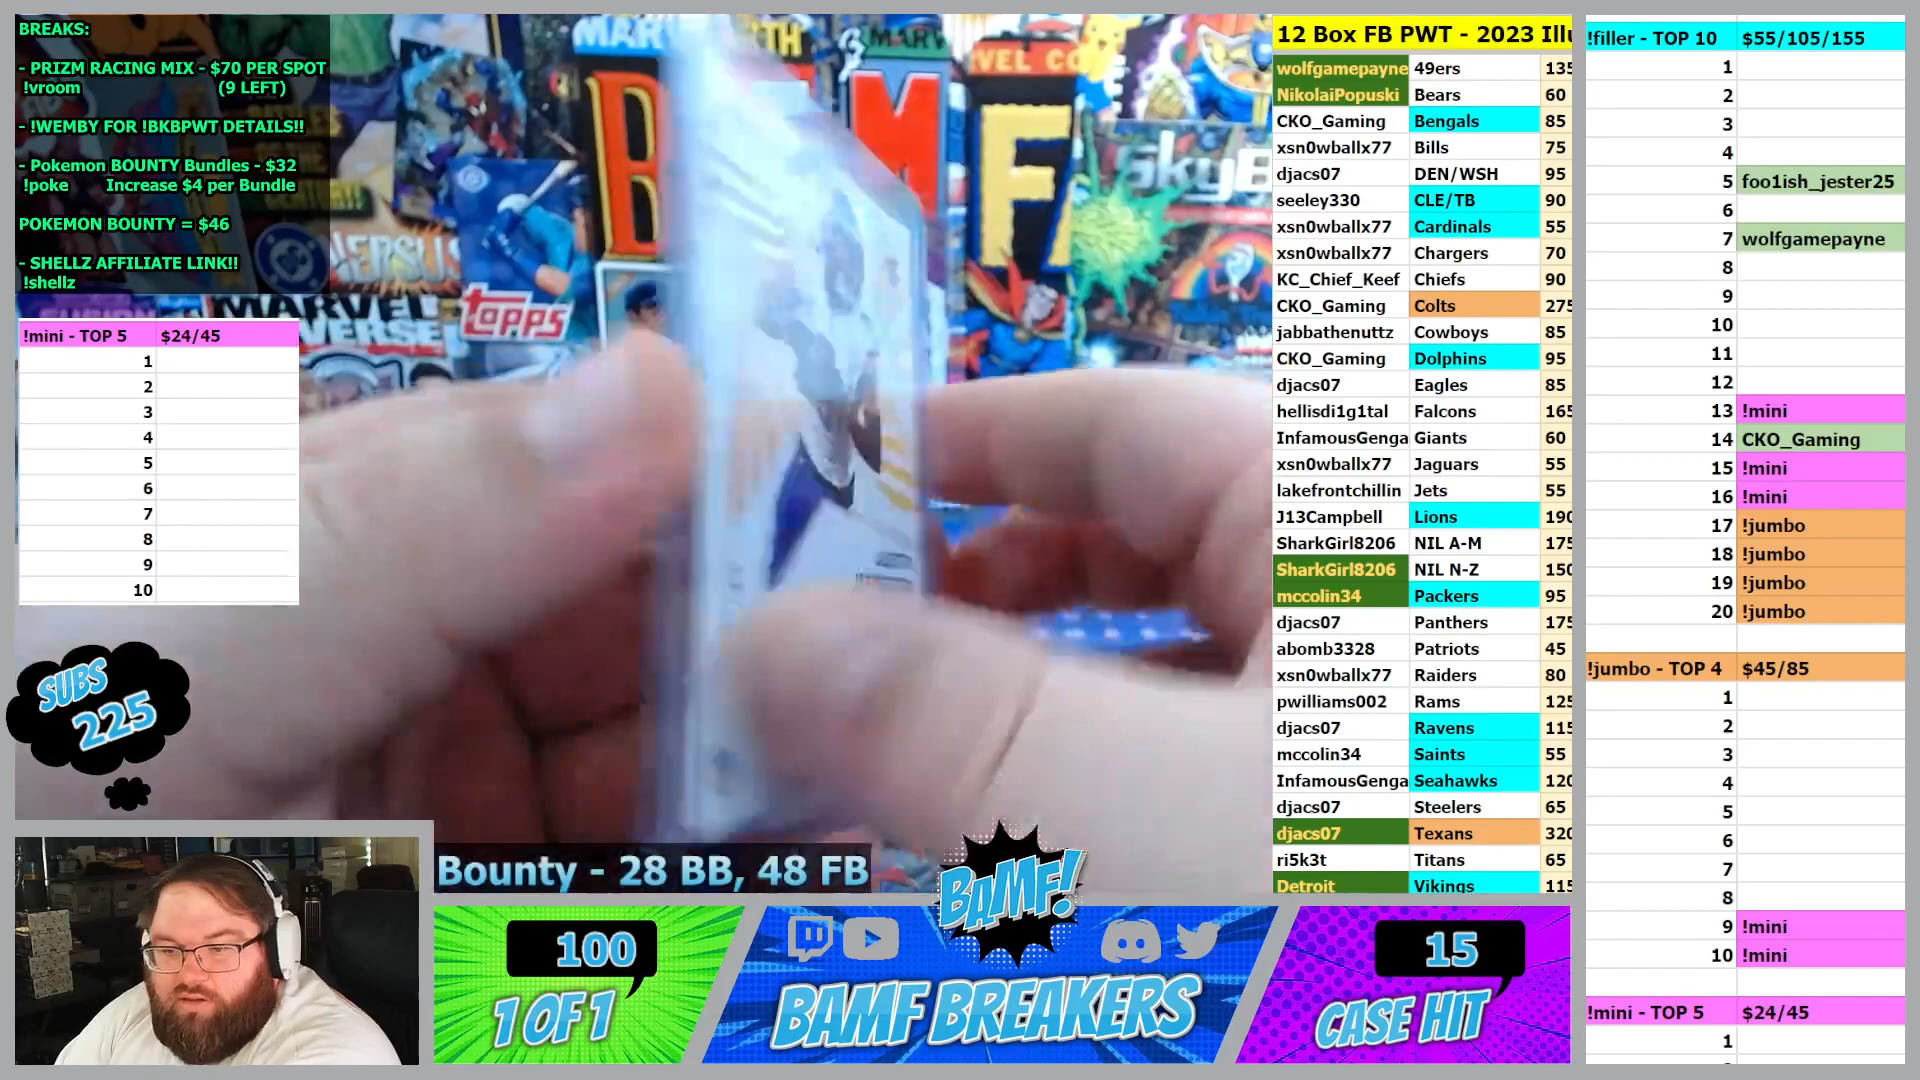 BREAKS:
- PRIZM RACING MIX - $70 PER SPOT
!vroom (9 LEFT)
- !WEMBY FOR !BKBPWT DETAILS!!
- Pokemon BOUNTY Bundles - $32
!poke Increase $4 per Bundle
POKEMON BOUNTY = $46
- SHELLZ AFFILIATE LINK!!
!shellz
!mini - TOP 5 $24/45
1
2
3
4
5
6
7
8
9
10
SUBS
225
MARVEL
VERSUS
MARVEL
topps
B M F
12 Box FB PWT - 2023 Illu
wolfgamepayne 49ers 135
NikolaiPopuski Bears 60
CKO_Gaming Bengals 85
xsn0wballx77 Bills 75
djacs07 DEN/WSH 95
seeley330 CLE/TB 90
xsn0wballx77 Cardinals 55
xsn0wballx77 Chargers 70
KC_Chief_Keef Chiefs 90
CKO_Gaming Colts 275
jabbathenuttz Cowboys 85
CKO_Gaming Dolphins 95
djacs07 Eagles 85
hellisdi1g1tal Falcons 165
InfamousGenga Giants 60
xsn0wballx77 Jaguars 55
lakefrontchillin Jets 55
J13Campbell Lions 190
SharkGirl8206 NIL A-M 175
SharkGirl8206 NIL N-Z 150
mccolin34 Packers 95
djacs07 Panthers 175
abomb3328 Patriots 45
xsn0wballx77 Raiders 80
pwilliams002 Rams 125
djacs07 Ravens 115
mccolin34 Saints 55
InfamousGenga Seahawks 120
djacs07 Steelers 65
djacs07 Texans 320
ri5k3t Titans 65
Detroit Vikings 115
!filler - TOP 10 $55/105/155
1
2
3
4
5 foo1ish_jester25
6
7 wolfgamepayne
8
9
10
11
12
13 !mini
14 CKO_Gaming
15 !mini
16 !mini
17 !jumbo
18 !jumbo
19 !jumbo
20 !jumbo
!jumbo - TOP 4 $45/85
1
2
3
4
5
6
7
8
9 !mini
10 !mini
!mini - TOP 5 $24/45
1
Bounty - 28 BB, 48 FB
BAMF!
100
1 OF 1
BAMF BREAKERS
15
CASE HIT